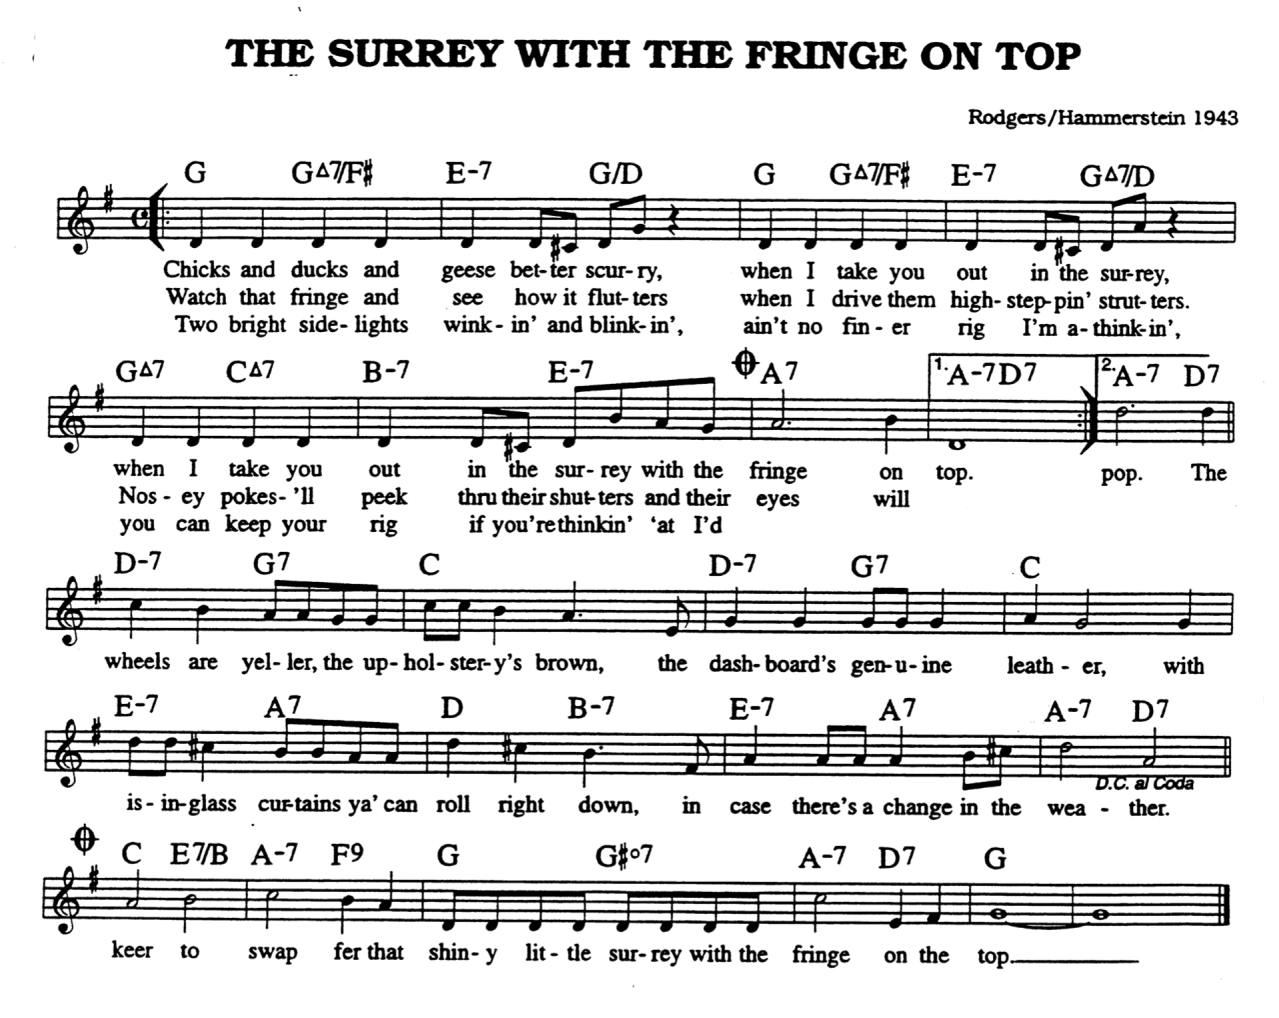 THE SURREY WITH THE FRINGE ON TOP
Rodgers/Hammerstein 1943
G G△7/F♯ E-7 G/D G G△7/F♯ E-7 G△7/D
Chicks and ducks and geese bet-ter scur-ry, when I take you out in the sur-rey,
Watch that fringe and see how it flut-ters when I drive them high-step-pin' strut-ters.
Two bright side-lights wink-in' and blink-in', ain't no fin-er rig I'm a-think-in',
G△7 C△7 B-7 E-7 A7 1. A-7 D7 2. A-7 D7
when I take you out in the sur-rey with the fringe on top. pop. The
Nos-ey pokes-'ll peek thru their shut-ters and their eyes will
you can keep your rig if you're thinkin' 'at I'd
D-7 G7 C D-7 G7 C
wheels are yel-ler, the up-hol-ster-y's brown, the dash-board's gen-u-ine leath-er, with
E-7 A7 D B-7 E-7 A7 A-7 D7
D.C. al Coda
is-in-glass cur-tains ya' can roll right down, in case there's a change in the wea-ther.
C E7/B A-7 F9 G G♯°7 A-7 D7 G
keer to swap fer that shin-y lit-tle sur-rey with the fringe on the top.